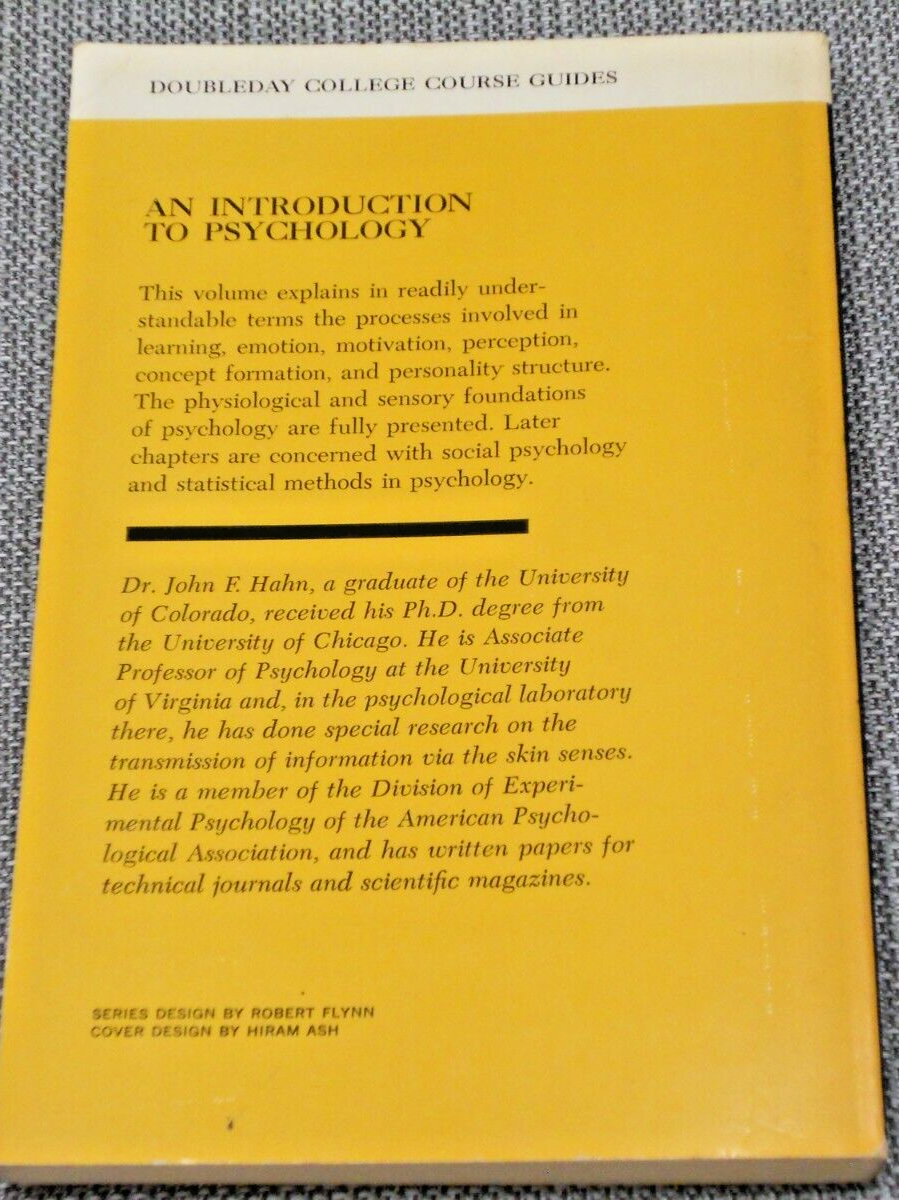 DOUBLEDAY COLLEGE COURSE GUIDES
AN INTRODUCTION
TO PSYCHOLOGY
This volume explains in readily under-
standable terms the processes involved in
learning, emotion, motivation, perception,
concept formation, and personality structure.
The physiological and sensory foundations
of psychology are fully presented. Later
chapters are concerned with social psychology
and statistical methods in psychology.
Dr. John F. Hahn, a graduate of the University
of Colorado, received his Ph.D. degree from
the University of Chicago. He is Associate
Professor of Psychology at the University
of Virginia and, in the psychological laboratory
there, he has done special research on the
transmission of information via the skin senses.
He is a member of the Division of Experi-
mental Psychology of the American Psycho-
logical Association, and has written papers for
technical journals and scientific magazines.
SERIES DESIGN BY ROBERT FLYNN
COVER DESIGN BY HIRAM ASH